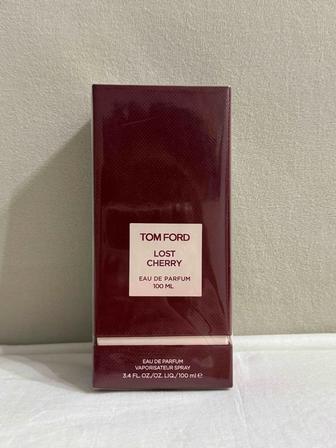 TOM FORD
LOST
CHERRY
EAU DE PARFUM
100 ML
EAU DE PARFUM
VAPORISATEUR SPRAY
3.4 FL. OZ./OZ. LIQ./100 ml ℮